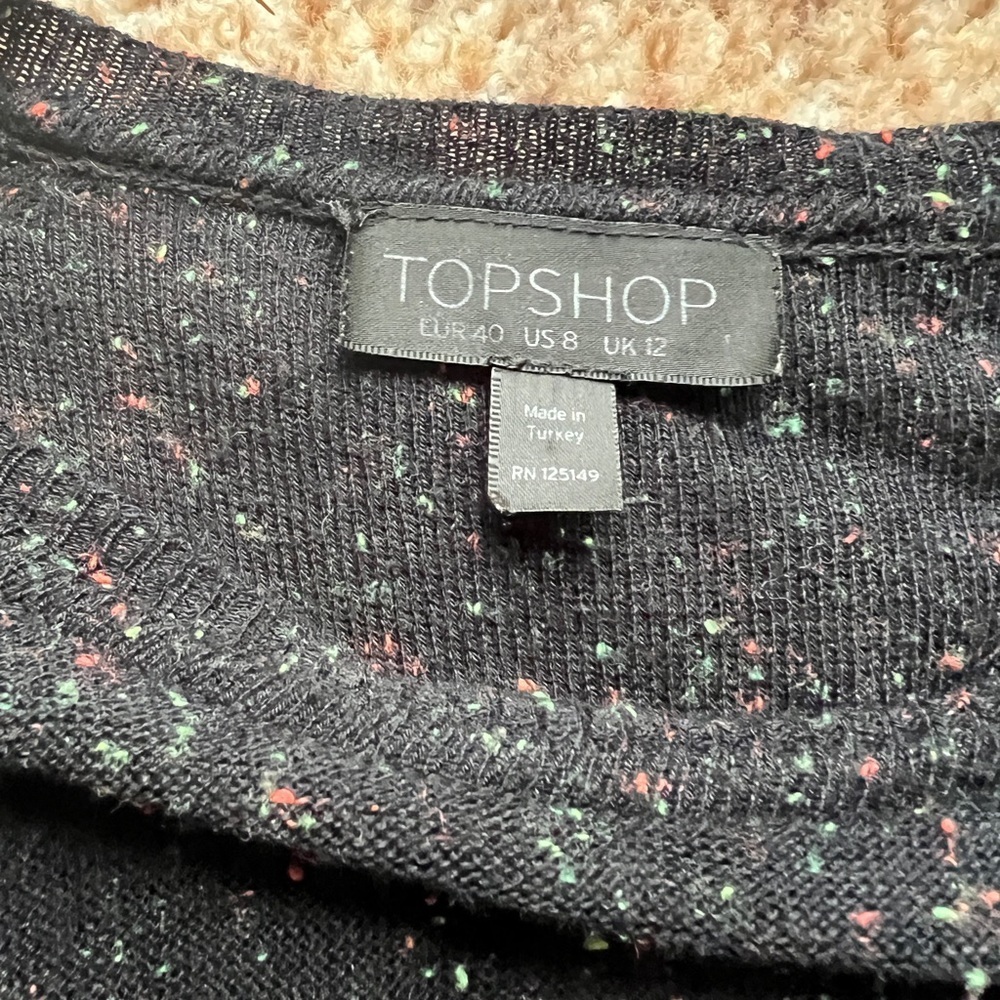 TOPSHOP
EUR 40 US 8 UK 12
Made in
Turkey
RN 125149